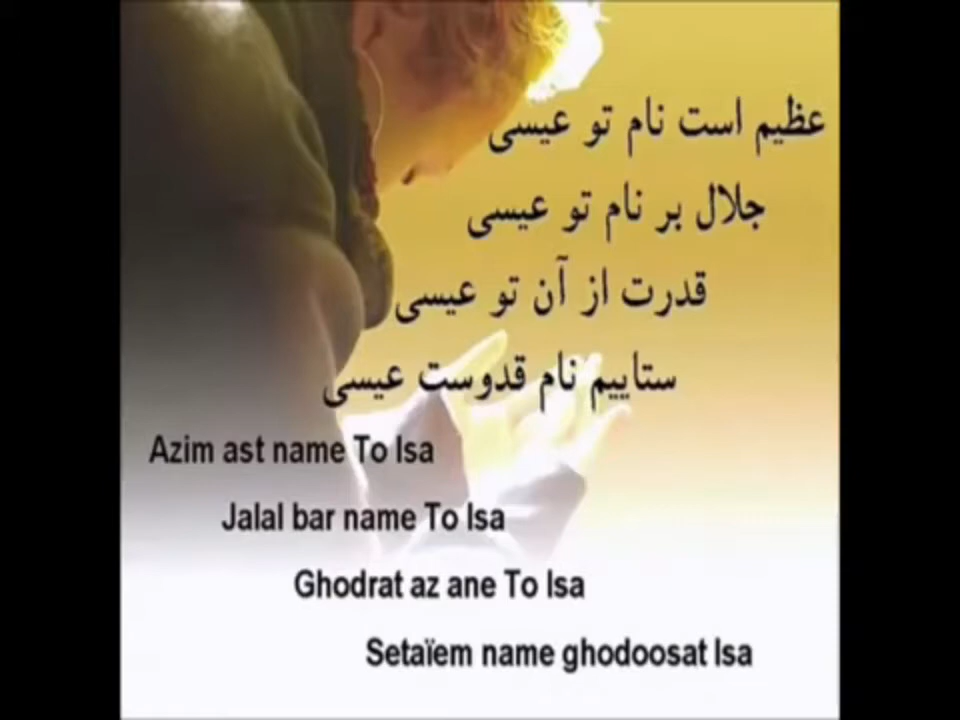 عظیم است نام تو عیسی
جلال بر نام تو عیسی
قدرت از آن تو عیسی
ستاییم نام قدوست عیسی
Azim ast name To Isa
Jalal bar name To Isa
Ghodrat az ane To Isa
Setaïem name ghodoosat Isa